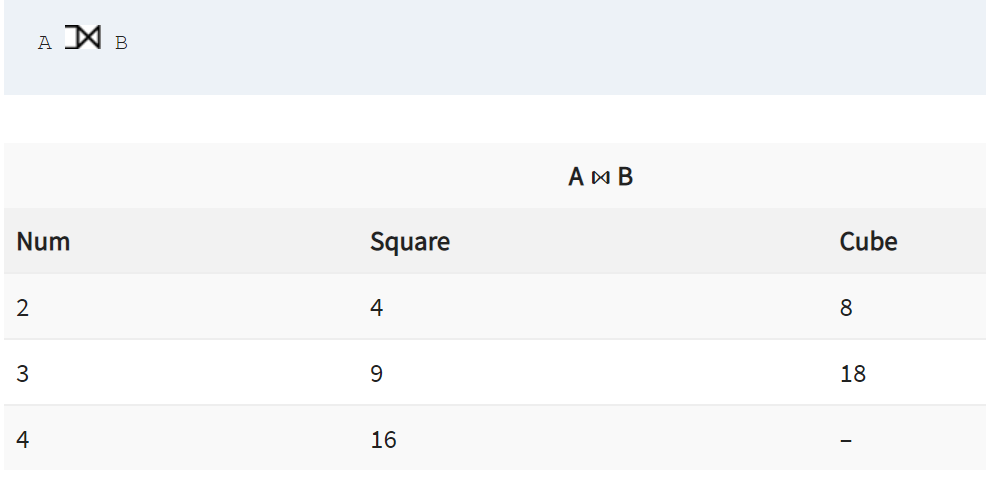 A ⟕ B
A ⋈ B
Num Square Cube
2 4 8
3 9 18
4 16 –